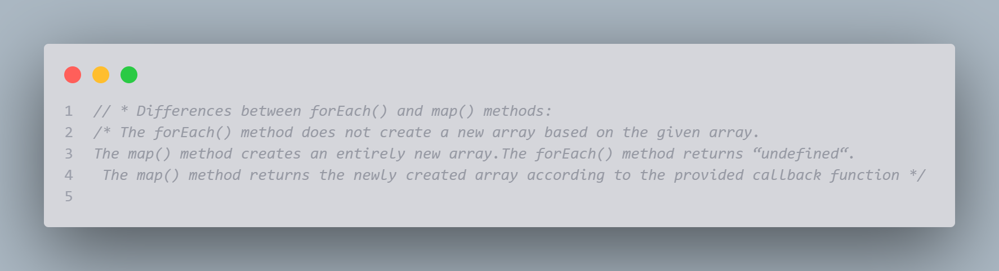 1 // * Differences between forEach() and map() methods:
2 /* The forEach() method does not create a new array based on the given array.
3 The map() method creates an entirely new array.The forEach() method returns “undefined“.
4 The map() method returns the newly created array according to the provided callback function */
5